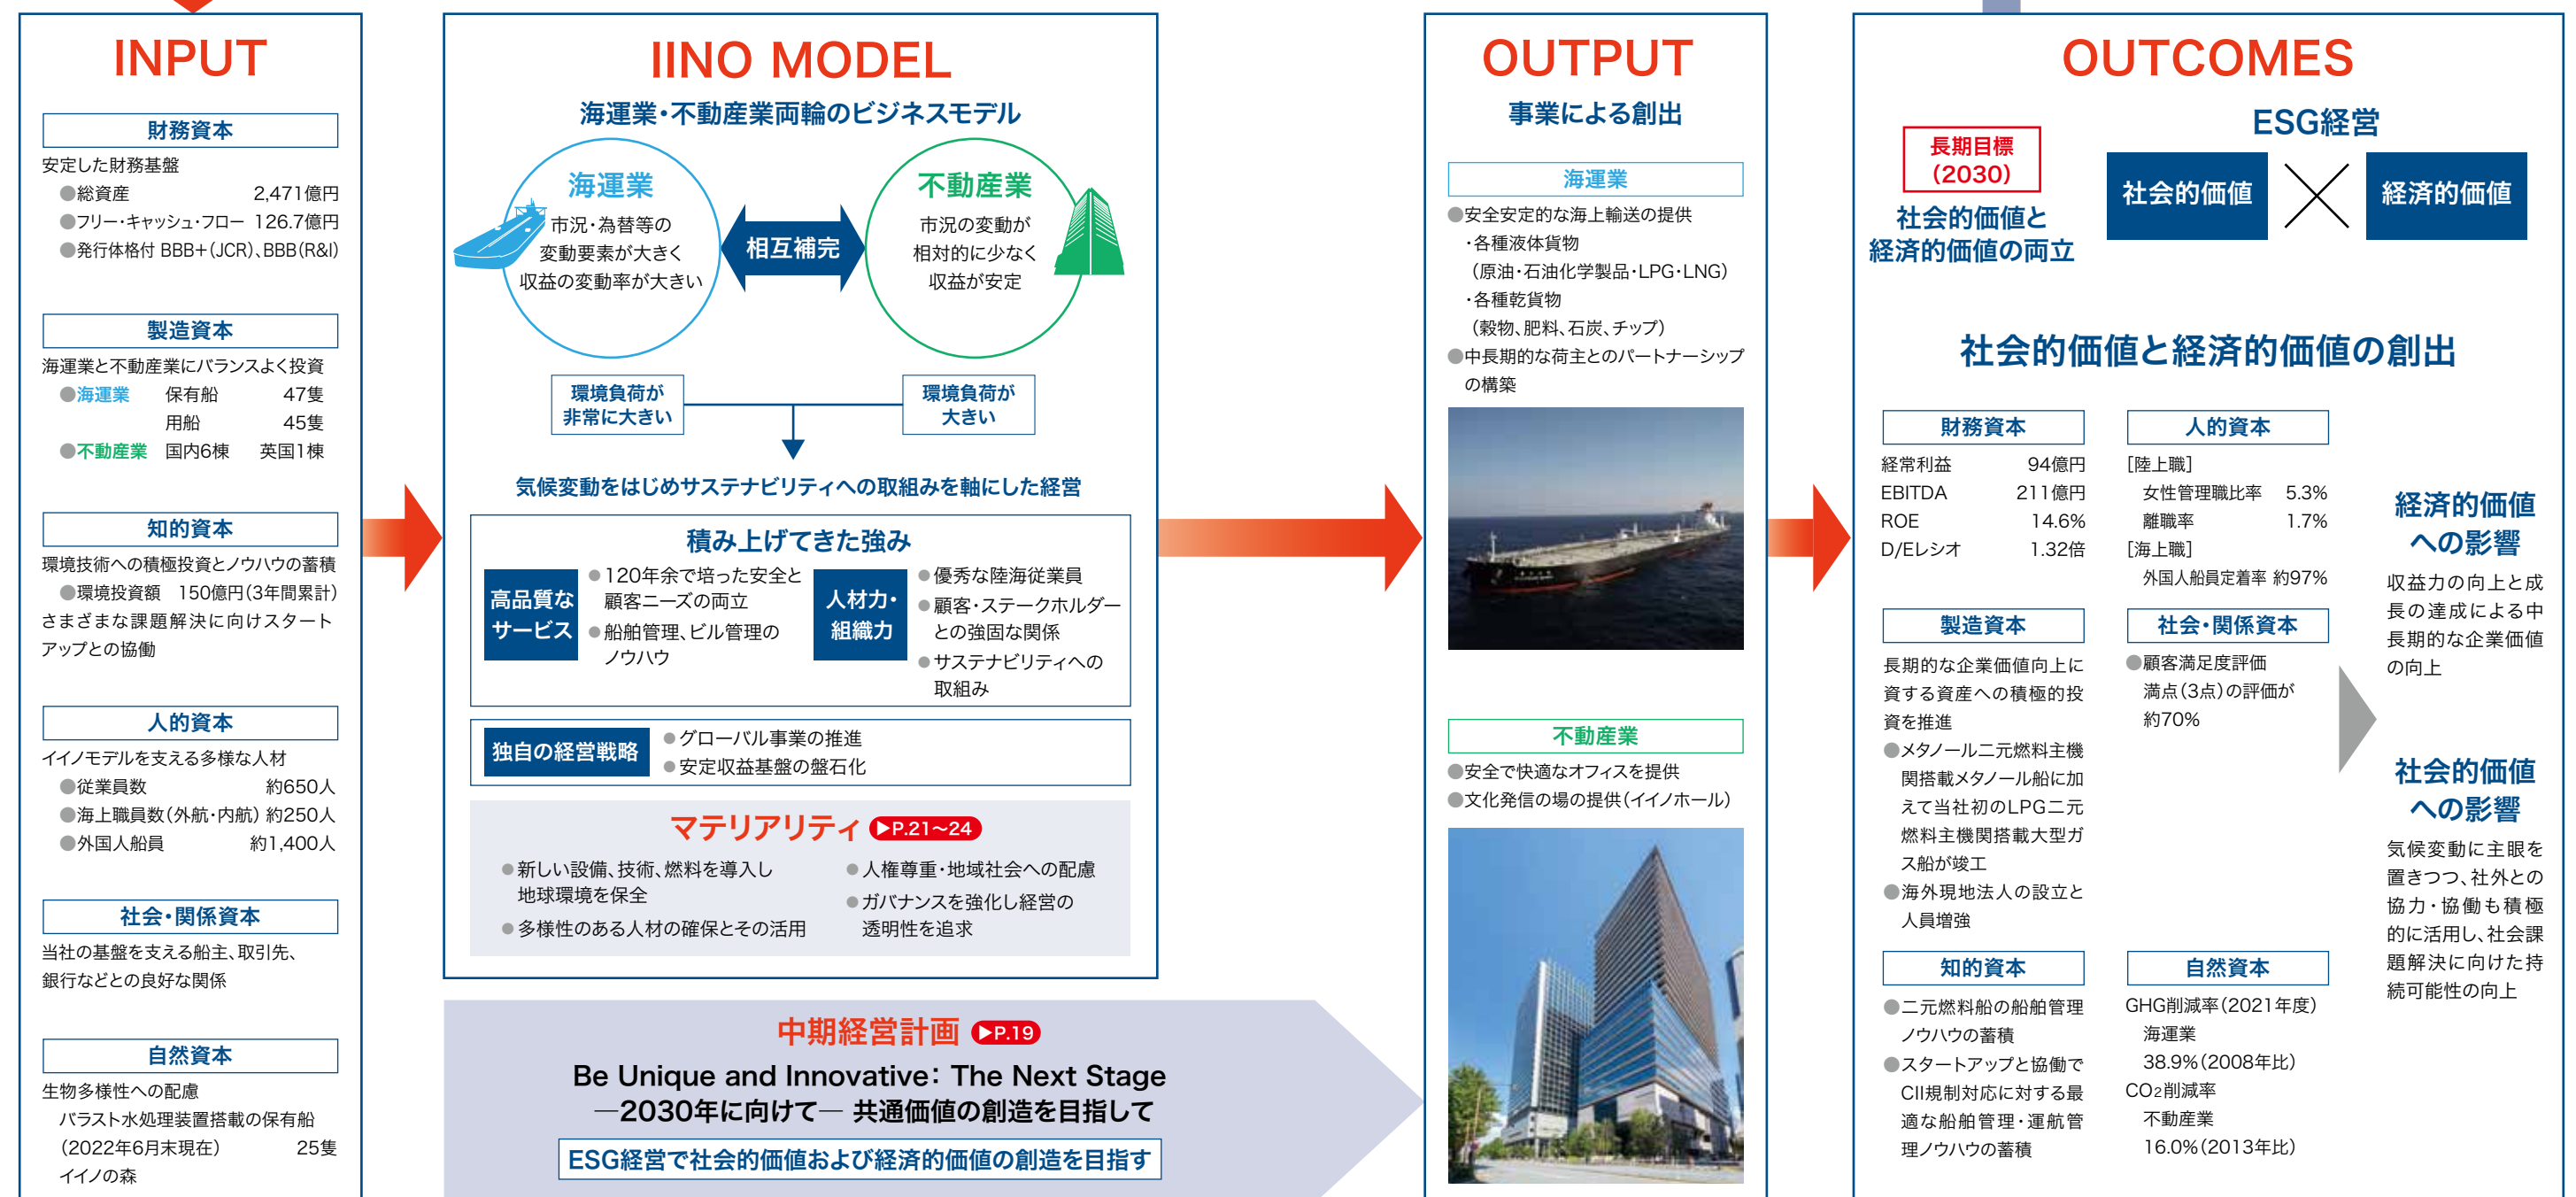 INPUT
財務資本
安定した財務基盤
●総資産 2,471億円
●フリー・キャッシュ・フロー 126.7億円
●発行体格付 BBB+(JCR)、BBB(R&I)
製造資本
海運業と不動産業にバランスよく投資
●海運業 保有船 47隻
用船 45隻
●不動産業 国内6棟 英国1棟
知的資本
環境技術への積極投資とノウハウの蓄積
●環境投資額 150億円(3年間累計)
さまざまな課題解決に向けスタート
アップとの協働
人的資本
イイノモデルを支える多様な人材
●従業員数 約650人
●海上職員数(外航・内航) 約250人
●外国人船員 約1,400人
社会・関係資本
当社の基盤を支える船主、取引先、
銀行などとの良好な関係
自然資本
生物多様性への配慮
バラスト水処理装置搭載の保有船
(2022年6月末現在) 25隻
イイノの森
IINO MODEL
海運業・不動産業両輪のビジネスモデル
海運業
市況・為替等の
変動要素が大きく
収益の変動率が大きい
相互補完
不動産業
市況の変動が
相対的に少なく
収益が安定
環境負荷が
非常に大きい
環境負荷が
大きい
気候変動をはじめサステナビリティへの取組みを軸にした経営
積み上げてきた強み
高品質な
サービス
●120年余で培った安全と
顧客ニーズの両立
●船舶管理、ビル管理の
ノウハウ
人材力・
組織力
●優秀な陸海従業員
●顧客・ステークホルダー
との強固な関係
●サステナビリティへの
取組み
独自の経営戦略
●グローバル事業の推進
●安定収益基盤の盤石化
マテリアリティ ▶P.21〜24
●新しい設備、技術、燃料を導入し
地球環境を保全
●多様性のある人材の確保とその活用
●人権尊重・地域社会への配慮
●ガバナンスを強化し経営の
透明性を追求
中期経営計画 ▶P.19
Be Unique and Innovative: The Next Stage
―2030年に向けて― 共通価値の創造を目指して
ESG経営で社会的価値および経済的価値の創造を目指す
OUTPUT
事業による創出
海運業
●安全安定的な海上輸送の提供
・各種液体貨物
(原油・石油化学製品・LPG・LNG)
・各種乾貨物
(穀物、肥料、石炭、チップ)
●中長期的な荷主とのパートナーシップ
の構築
不動産業
●安全で快適なオフィスを提供
●文化発信の場の提供(イイノホール)
OUTCOMES
長期目標
(2030)
社会的価値と
経済的価値の両立
ESG経営
社会的価値
経済的価値
社会的価値と経済的価値の創出
財務資本
経常利益 94億円
EBITDA 211億円
ROE 14.6%
D/Eレシオ 1.32倍
人的資本
[陸上職]
女性管理職比率 5.3%
離職率 1.7%
[海上職]
外国人船員定着率 約97%
製造資本
長期的な企業価値向上に
資する資産への積極的投
資を推進
●メタノール二元燃料主機
関搭載メタノール船に加
えて当社初のLPG二元
燃料主機関搭載大型ガ
ス船が竣工
●海外現地法人の設立と
人員増強
社会・関係資本
●顧客満足度評価
満点(3点)の評価が
約70%
知的資本
●二元燃料船の船舶管理
ノウハウの蓄積
●スタートアップと協働で
CII規制対応に対する最
適な船舶管理・運航管
理ノウハウの蓄積
自然資本
GHG削減率(2021年度)
海運業
38.9%(2008年比)
CO2削減率
不動産業
16.0%(2013年比)
経済的価値
への影響
収益力の向上と成
長の達成による中
長期的な企業価値
の向上
社会的価値
への影響
気候変動に主眼を
置きつつ、社外との
協力・協働も積極
的に活用し、社会課
題解決に向けた持
続可能性の向上